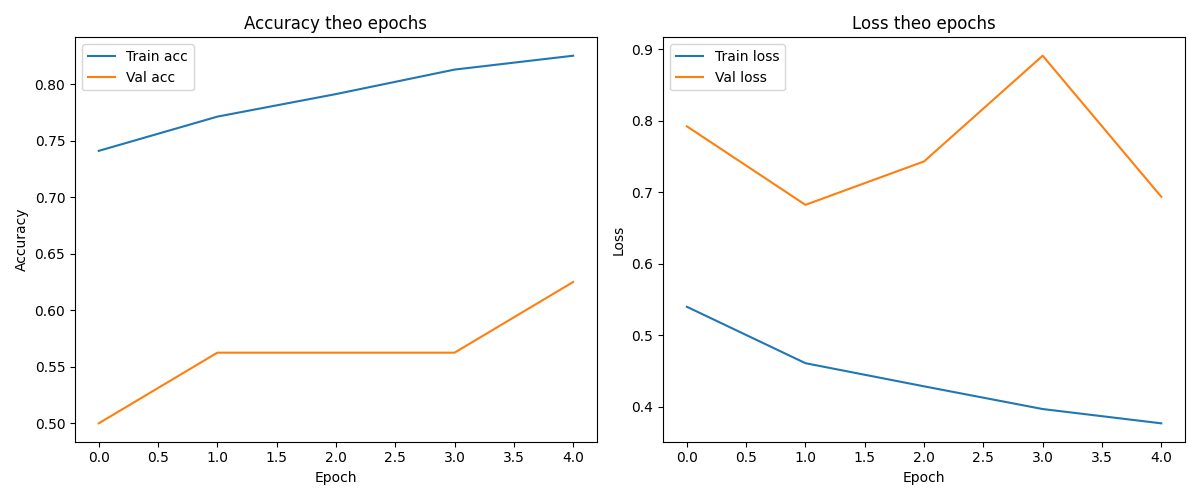 Accuracy theo epochs
Train acc
Val acc
Accuracy
0.80
0.75
0.70
0.65
0.60
0.55
0.50
0.0 0.5 1.0 1.5 2.0 2.5 3.0 3.5 4.0
Epoch
Loss theo epochs
Train loss
Val loss
Loss
0.9
0.8
0.7
0.6
0.5
0.4
0.0 0.5 1.0 1.5 2.0 2.5 3.0 3.5 4.0
Epoch